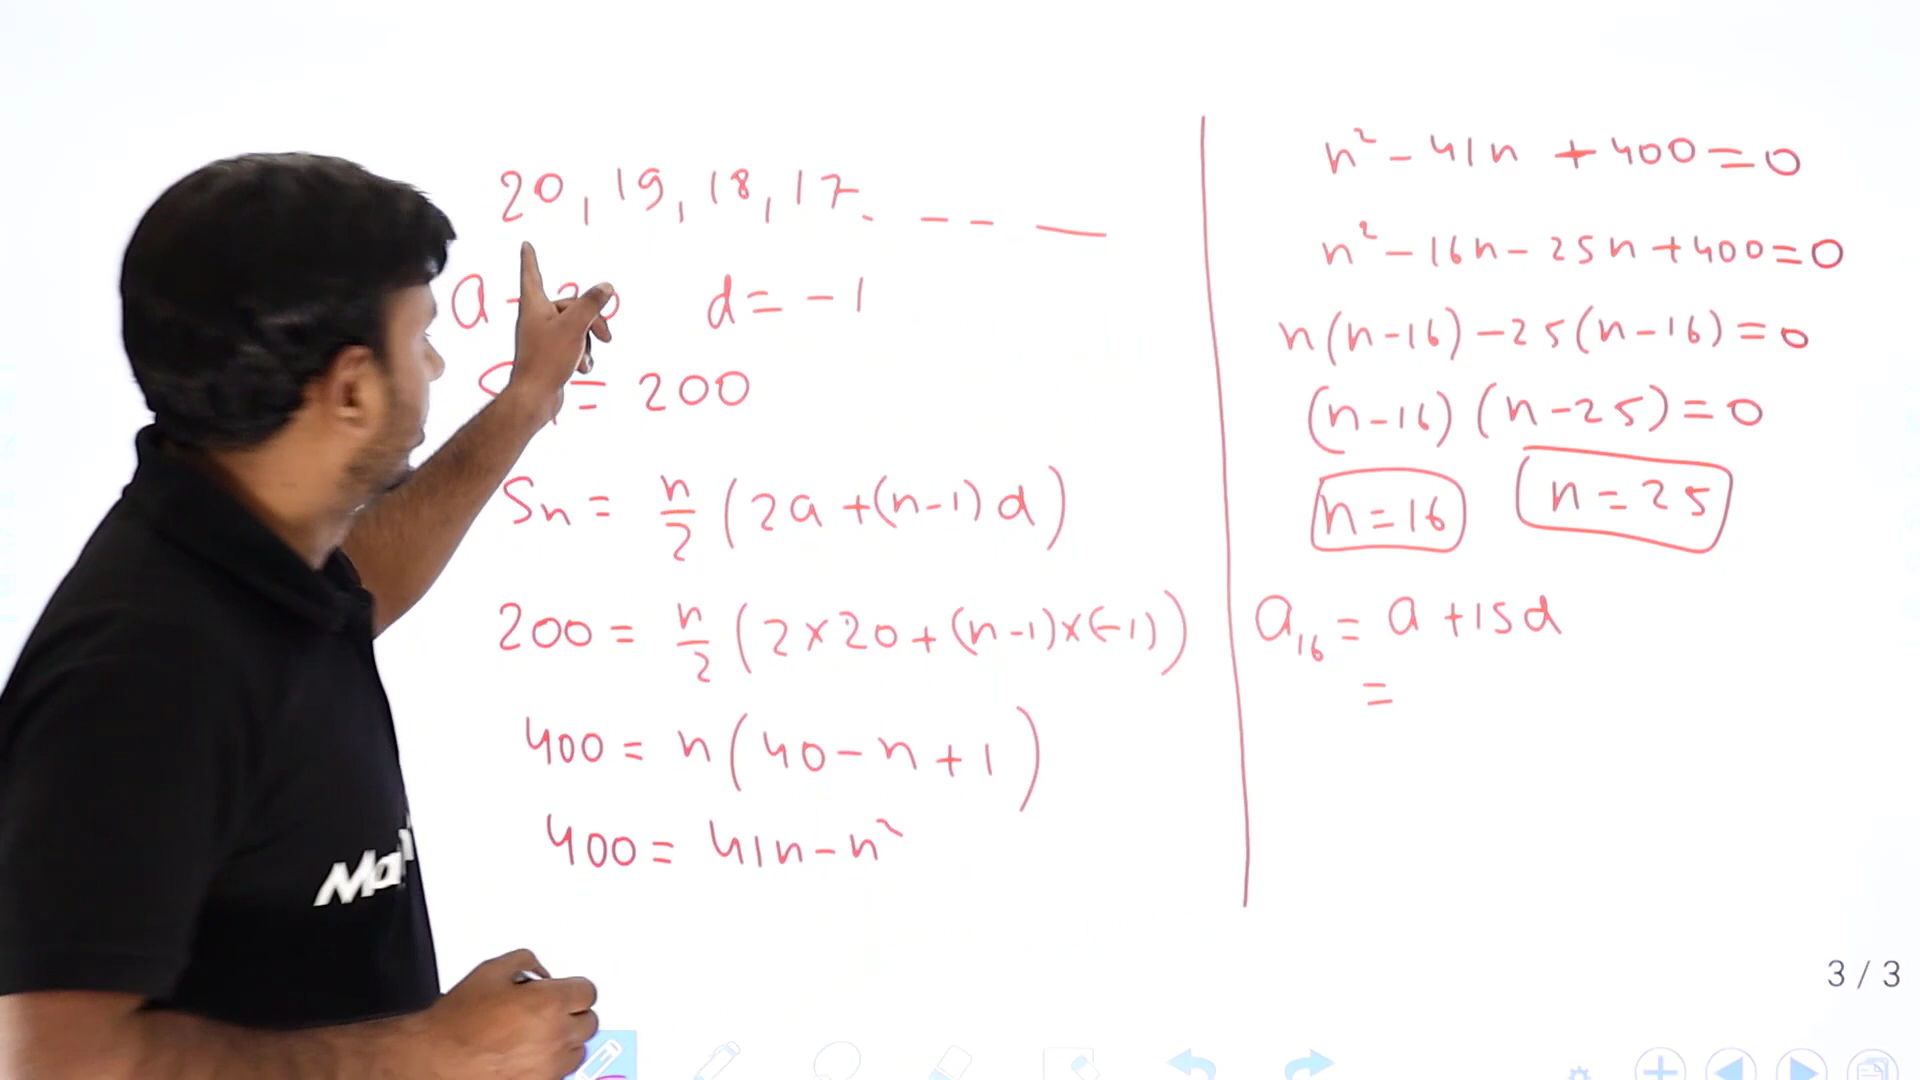 20, 19, 18, 17. - - —
a = 20 d = -1
Sn = 200
Sn = n/2 (2a +(n-1) d)
200 = n/2 (2×20 + (n-1)×(-1))
400 = n(40 - n + 1)
400 = 41n - n²
n² - 41n + 400 = 0
n² - 16n - 25n + 400 = 0
n(n-16) - 25(n-16) = 0
(n-16) (n-25) = 0
n = 16 n = 25
a₁₆ = a + 15d
=
3 / 3